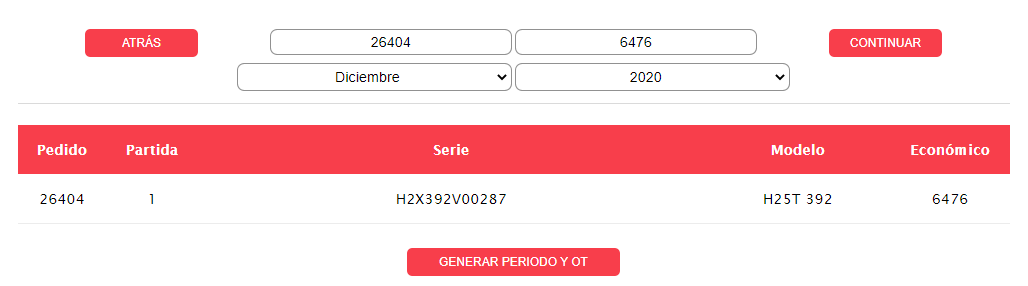 ATRÁS 26404 6476 CONTINUAR
Diciembre 2020
Pedido Partida Serie Modelo Económico
26404 1 H2X392V00287 H25T 392 6476
GENERAR PERIODO Y OT